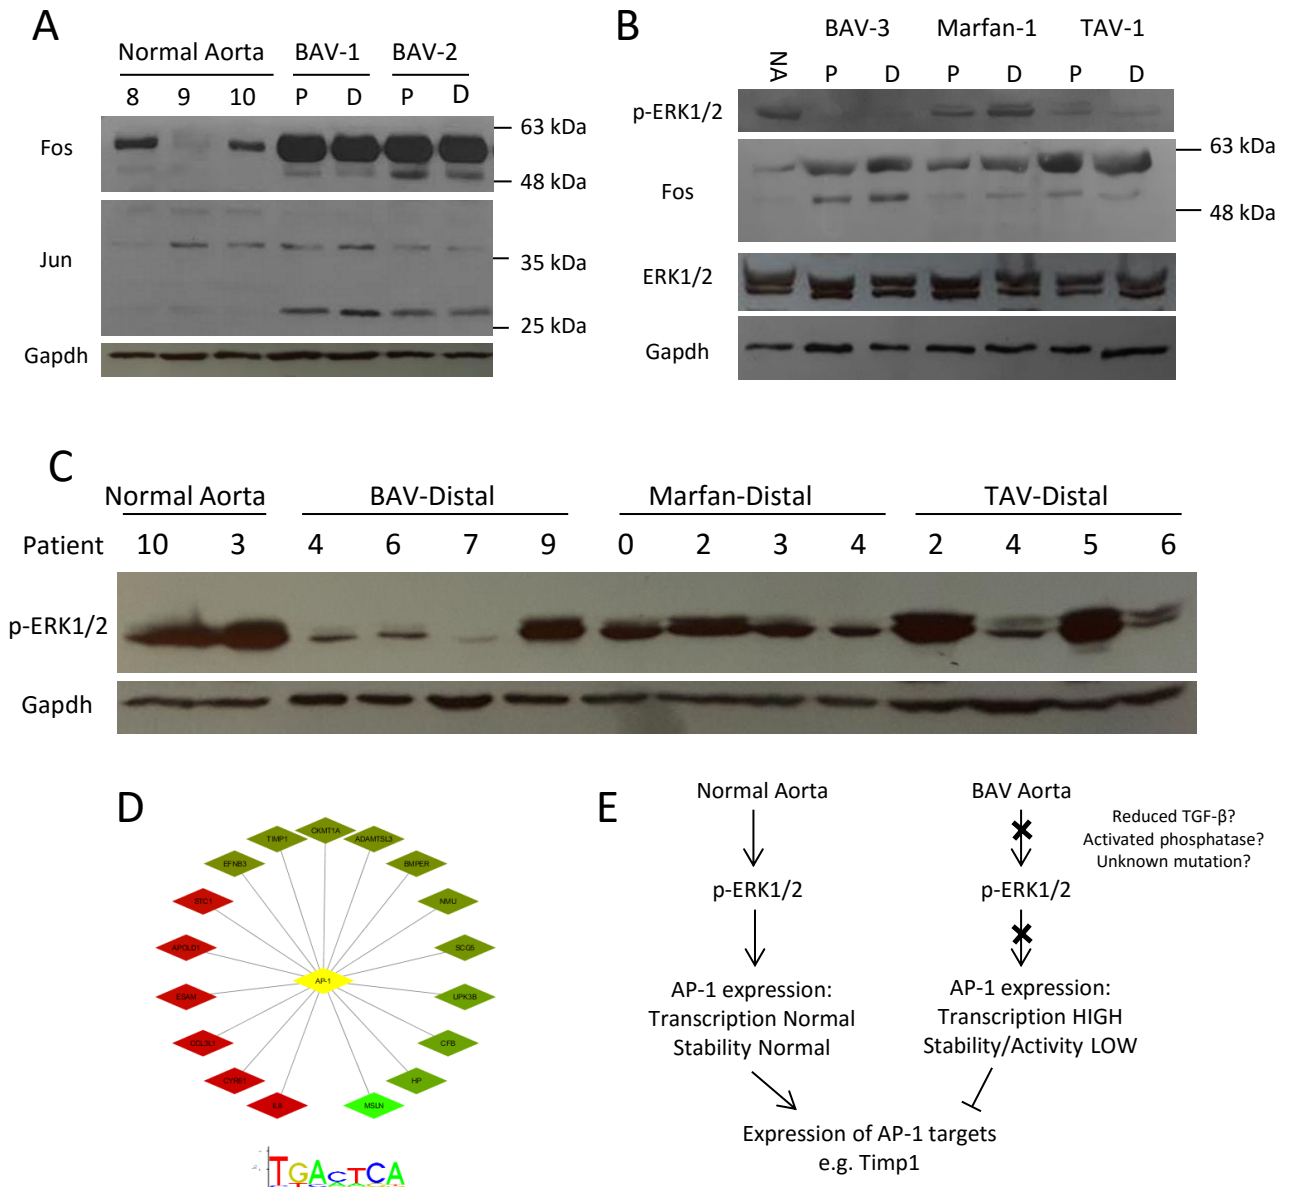 A
Normal Aorta BAV-1 BAV-2
8 9 10 P D P D
Fos
63 kDa
48 kDa
Jun
35 kDa
25 kDa
Gapdh
B
BAV-3 Marfan-1 TAV-1
NA P D P D P D
p-ERK1/2
Fos
63 kDa
48 kDa
ERK1/2
Gapdh
C
Normal Aorta BAV-Distal Marfan-Distal TAV-Distal
Patient 10 3 4 6 7 9 0 2 3 4 2 4 5 6
p-ERK1/2
Gapdh
D
CKMT1A
TIMP1
ADAMTSL3
EFNB3
BMPER
STC1
NMU
APOLD1
SCG5
AP-1
ESAM
UPK3B
CFB
CYR61
HP
IL6
MSLN
TGACTCA
E
Normal Aorta
p-ERK1/2
AP-1 expression:
Transcription Normal
Stability Normal
BAV Aorta
Reduced TGF-β?
Activated phosphatase?
Unknown mutation?
p-ERK1/2
AP-1 expression:
Transcription HIGH
Stability/Activity LOW
Expression of AP-1 targets
e.g. Timp1